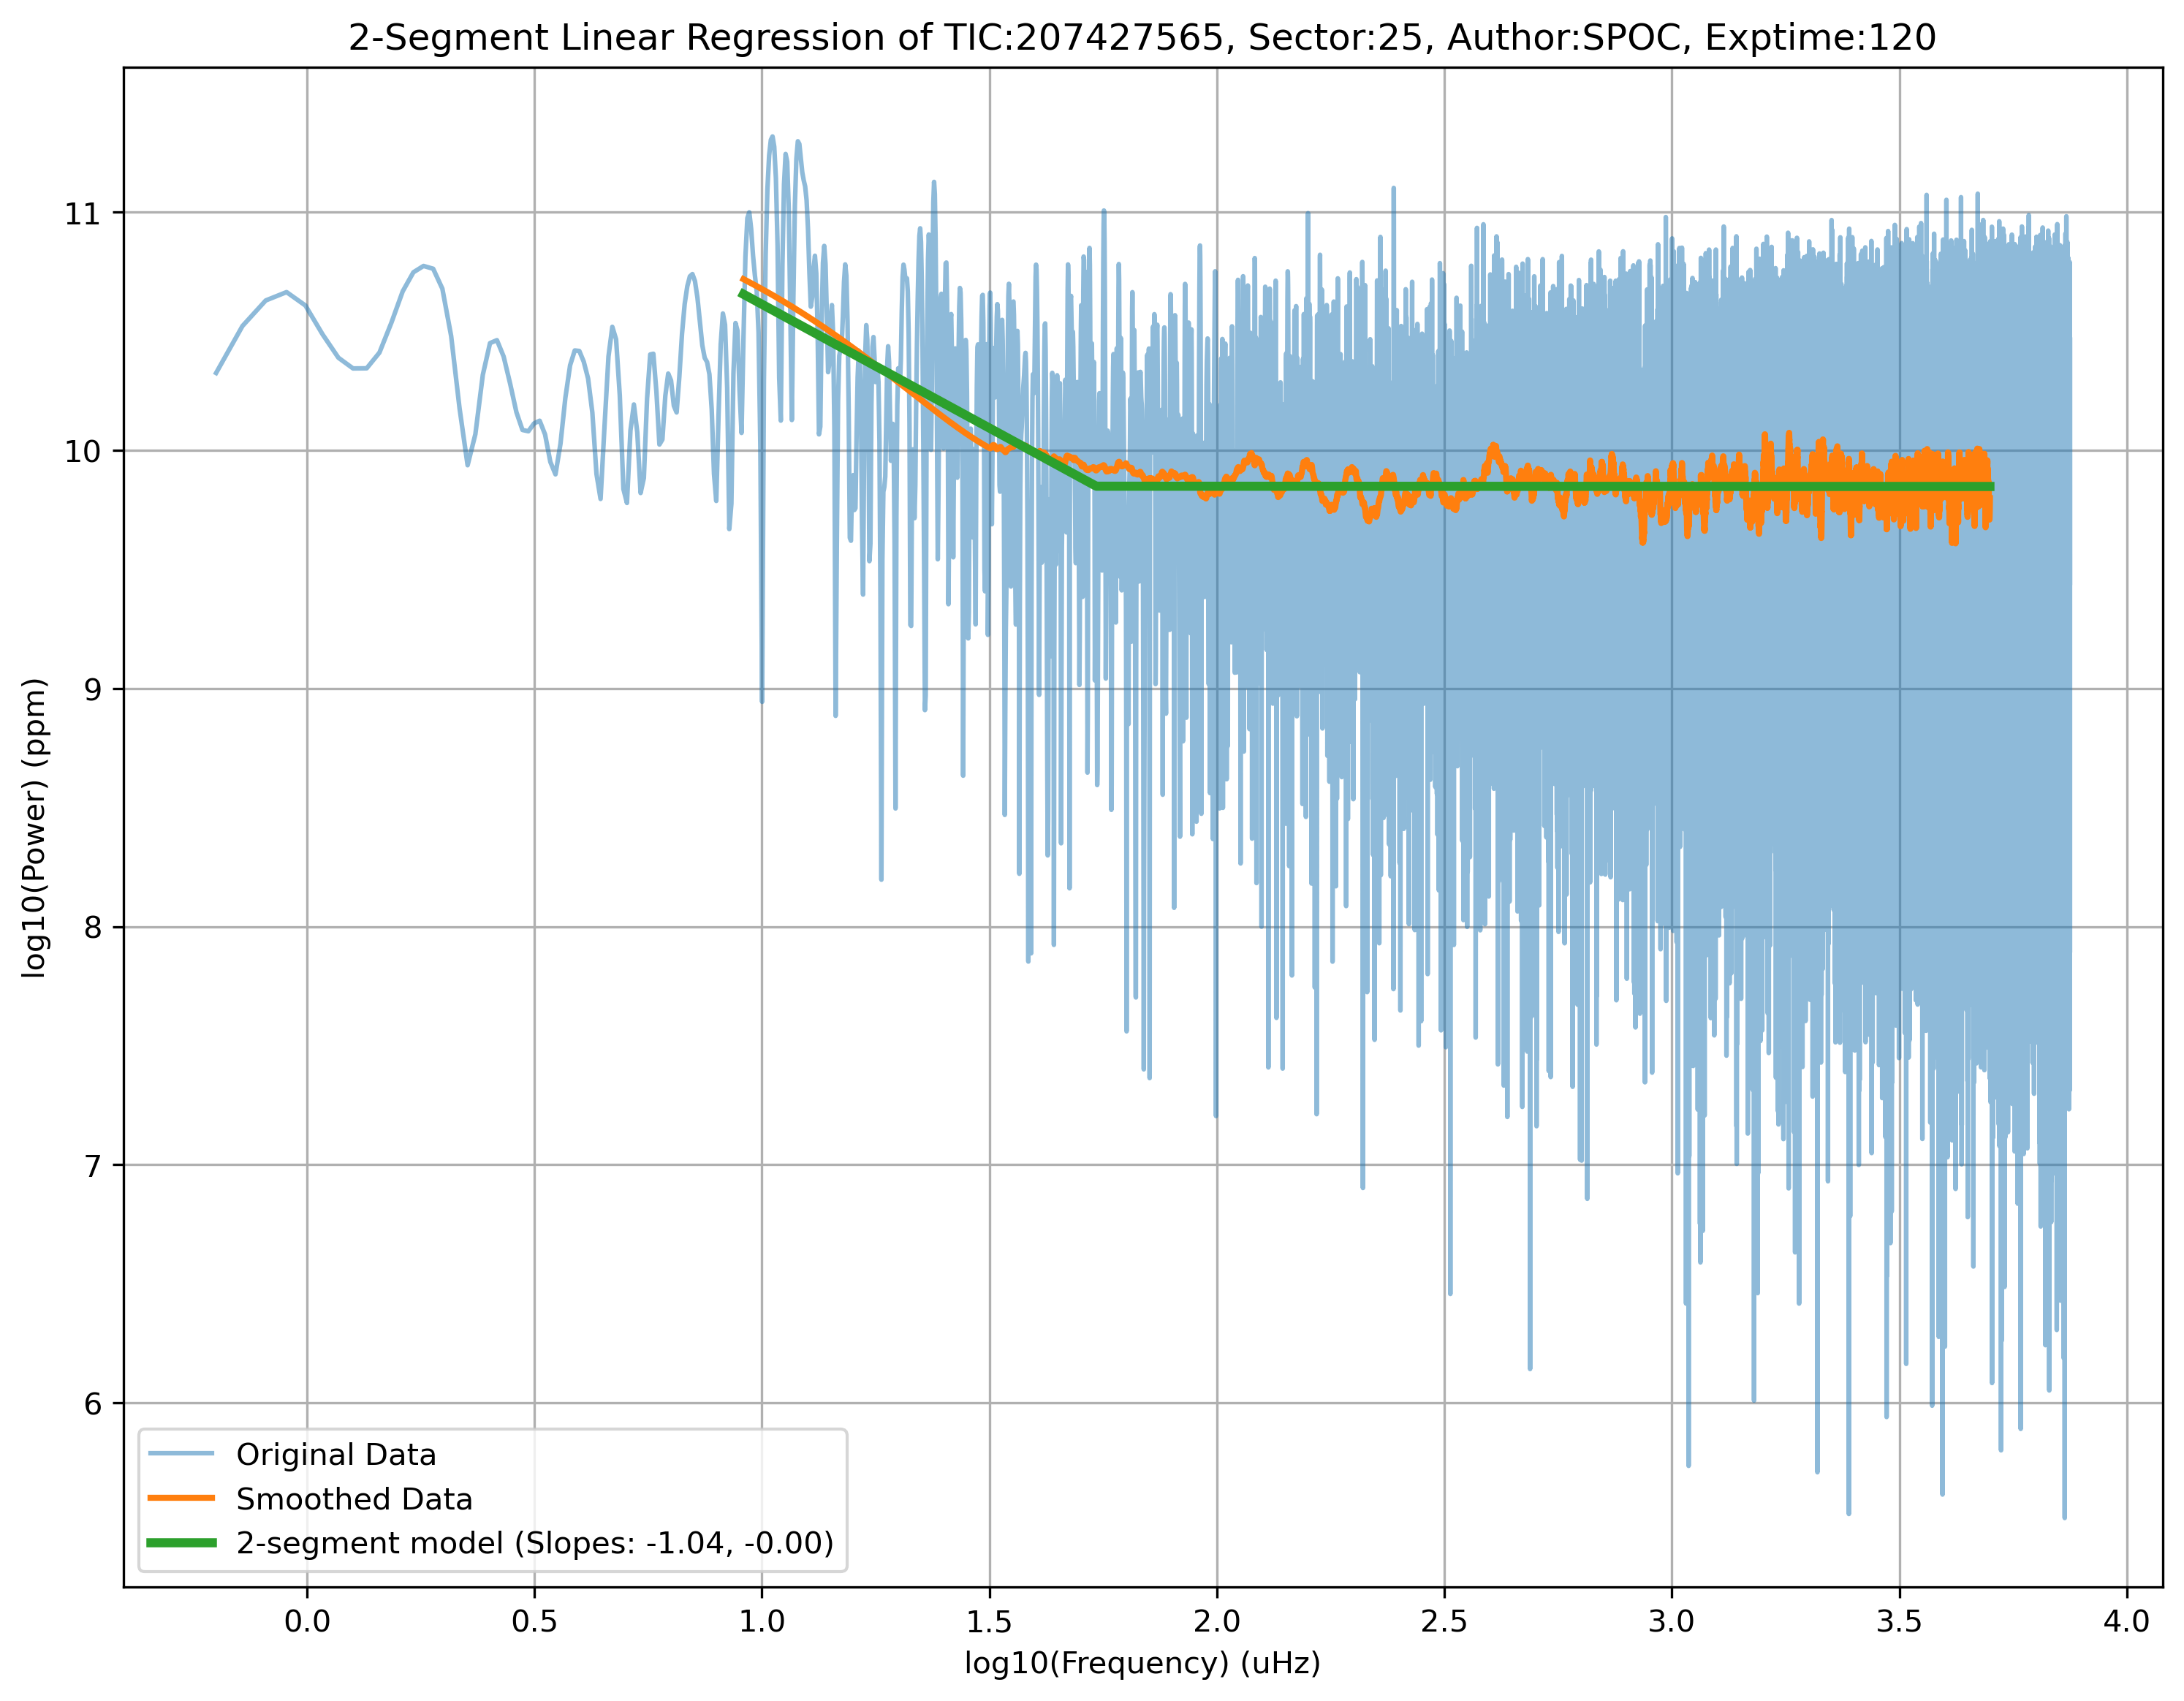 2-Segment Linear Regression of TIC:207427565, Sector:25, Author:SPOC, Exptime:120
log10(Power) (ppm)
11
10
9
8
7
6
Original Data
Smoothed Data
2-segment model (Slopes: -1.04, -0.00)
0.0 0.5 1.0 1.5 2.0 2.5 3.0 3.5 4.0
log10(Frequency) (uHz)